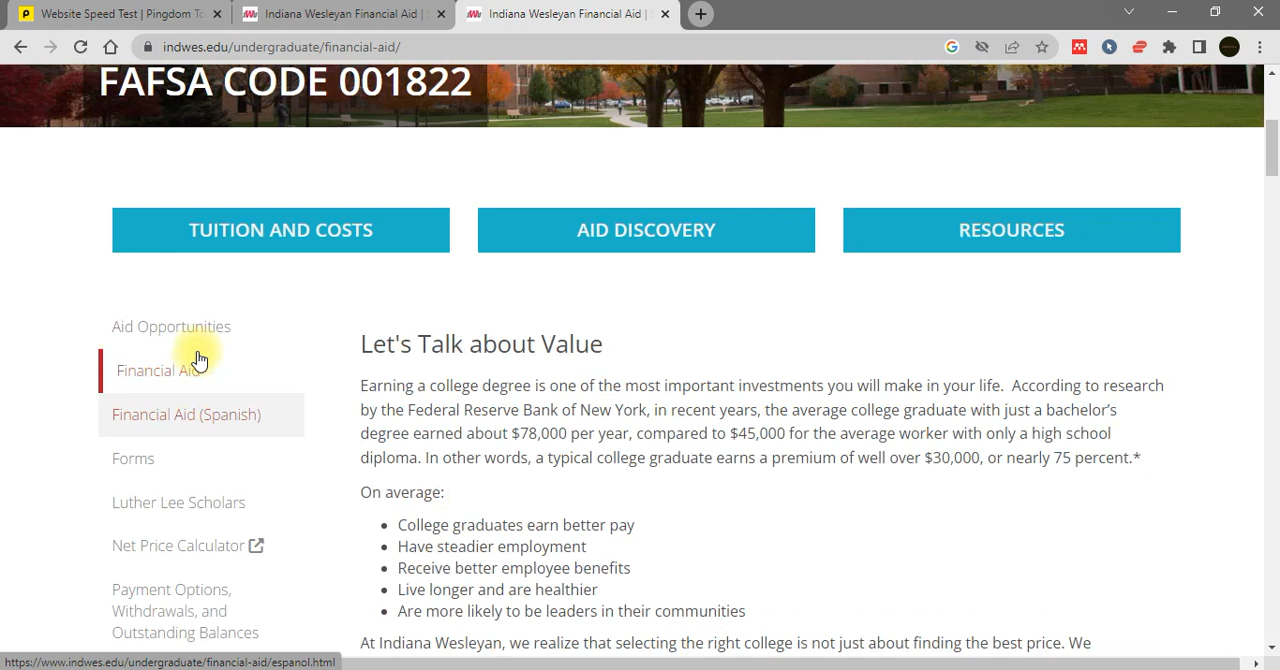 Website Speed Test | Pingdom To
Indiana Wesleyan Financial Aid |
Indiana Wesleyan Financial Aid |
indwes.edu/undergraduate/financial-aid/
FAFSA CODE 001822
TUITION AND COSTS
AID DISCOVERY
RESOURCES
Aid Opportunities
Financial Aid
Financial Aid (Spanish)
Forms
Luther Lee Scholars
Net Price Calculator
Payment Options,
Withdrawals, and
Outstanding Balances
Let's Talk about Value
Earning a college degree is one of the most important investments you will make in your life. According to research
by the Federal Reserve Bank of New York, in recent years, the average college graduate with just a bachelor's
degree earned about $78,000 per year, compared to $45,000 for the average worker with only a high school
diploma. In other words, a typical college graduate earns a premium of well over $30,000, or nearly 75 percent.*
On average:
• College graduates earn better pay
• Have steadier employment
• Receive better employee benefits
• Live longer and are healthier
• Are more likely to be leaders in their communities
At Indiana Wesleyan, we realize that selecting the right college is not just about finding the best price. We
https://www.indwes.edu/undergraduate/financial-aid/espanol.html